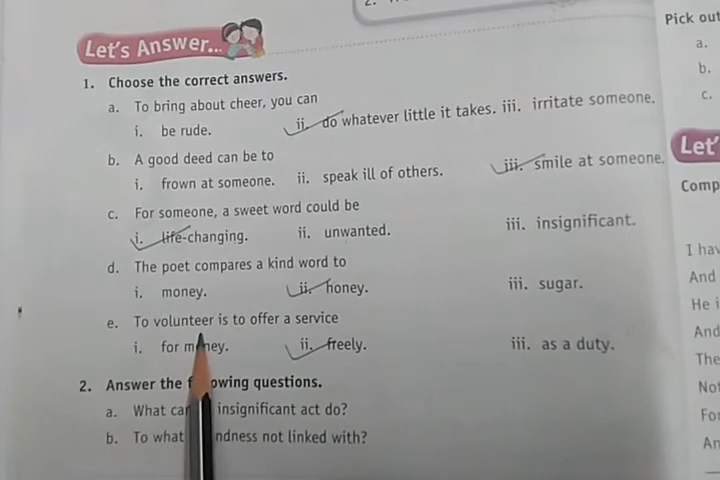 Let's Answer...
1. Choose the correct answers.
a. To bring about cheer, you can
i. be rude. ii. do whatever little it takes. iii. irritate someone.
b. A good deed can be to
i. frown at someone. ii. speak ill of others. iii. smile at someone.
c. For someone, a sweet word could be
i. life-changing. ii. unwanted. iii. insignificant.
d. The poet compares a kind word to
i. money. ii. honey. iii. sugar.
e. To volunteer is to offer a service
i. for money. ii. freely. iii. as a duty.
2. Answer the following questions.
a. What can insignificant act do?
b. To what ndness not linked with?
Pick out
a.
b.
c.
Let'
Comp
I hav
And
He i
And
The
Not
For
An